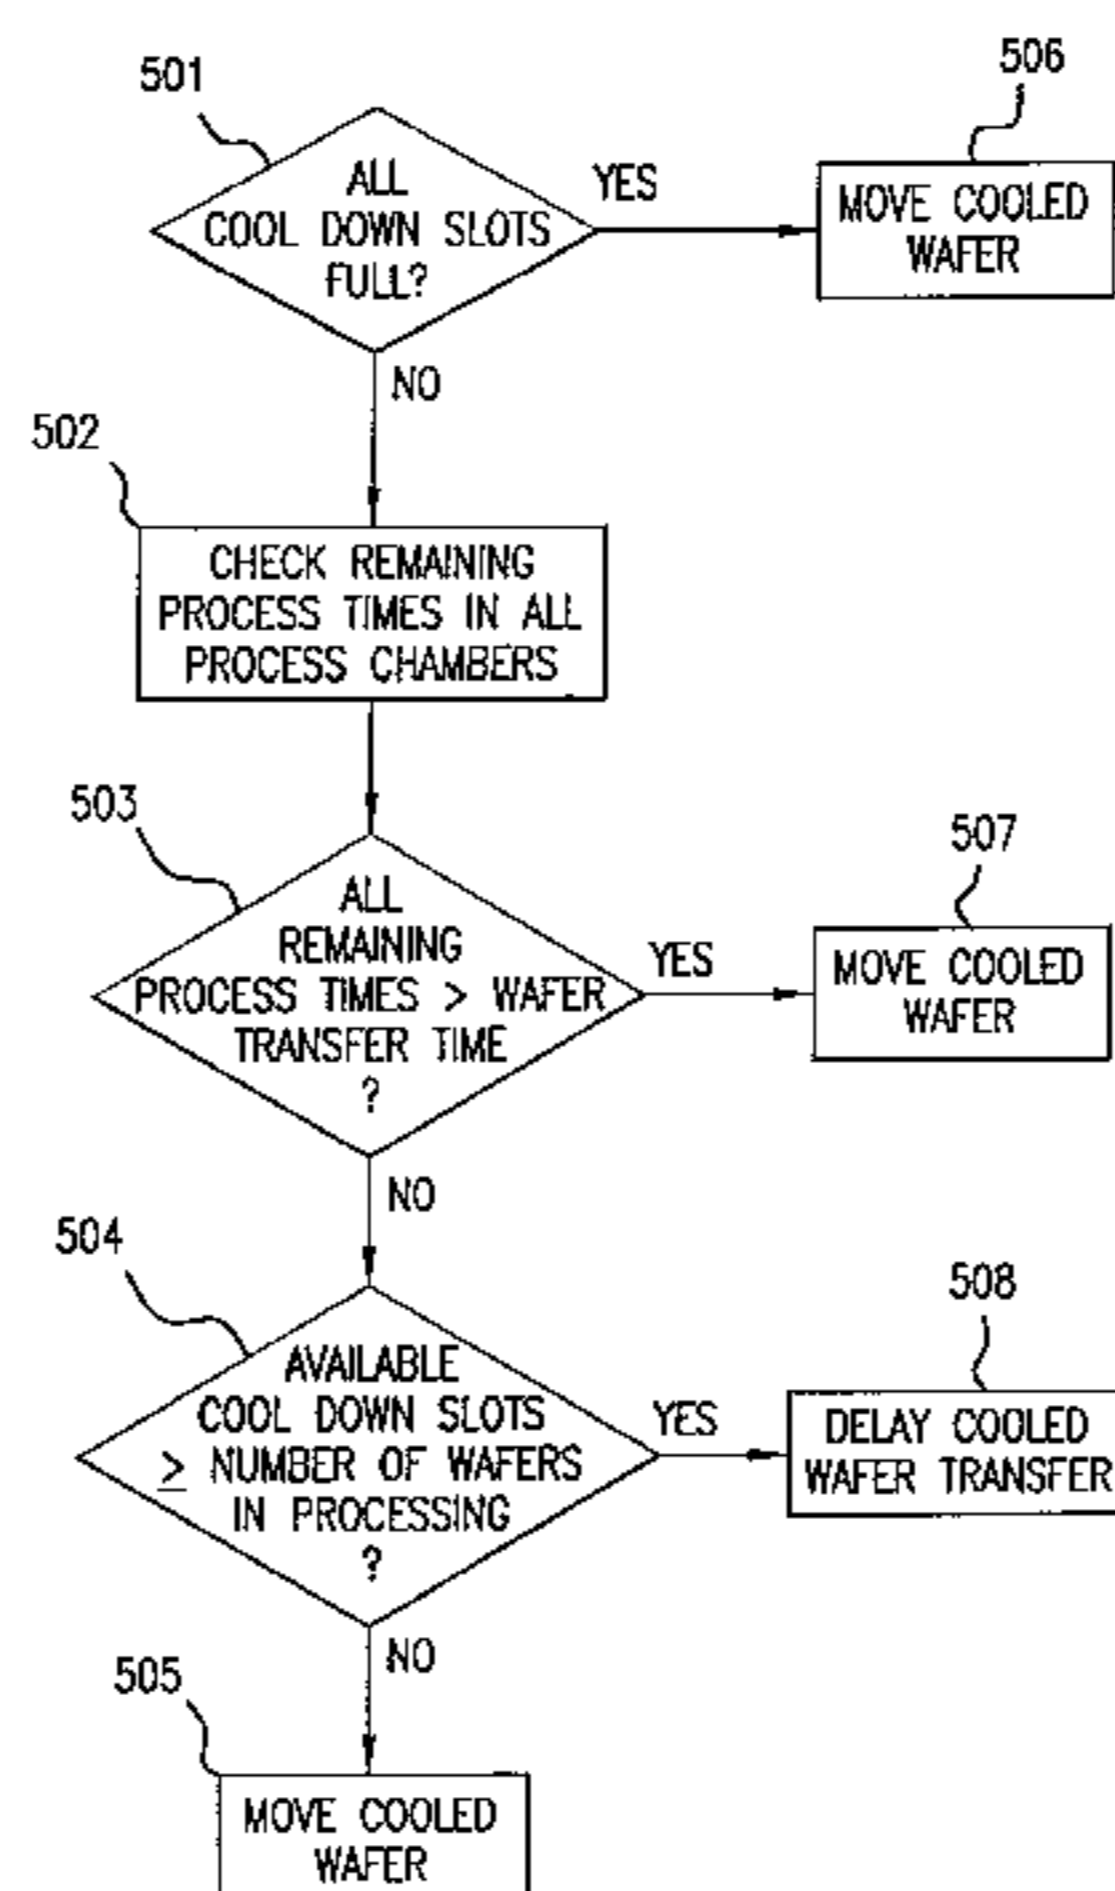 501
ALL
COOL DOWN SLOTS
FULL?
YES
506
MOVE COOLED
WAFER
NO
502
CHECK REMAINING
PROCESS TIMES IN ALL
PROCESS CHAMBERS
503
ALL
REMAINING
PROCESS TIMES > WAFER
TRANSFER TIME
?
YES
507
MOVE COOLED
WAFER
NO
504
AVAILABLE
COOL DOWN SLOTS
≥ NUMBER OF WAFERS
IN PROCESSING
?
YES
508
DELAY COOLED
WAFER TRANSFER
NO
505
MOVE COOLED
WAFER